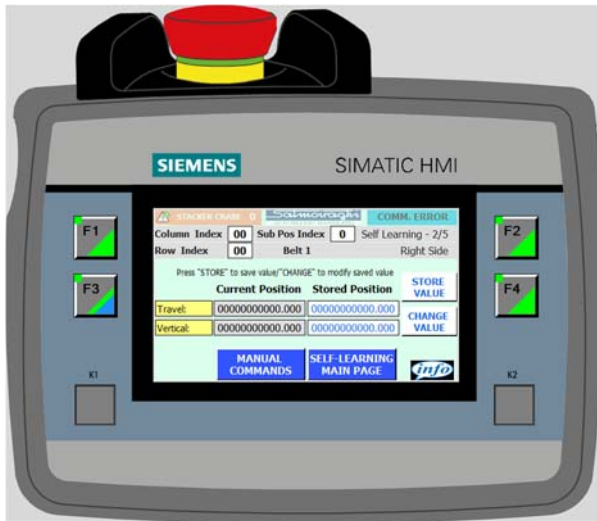 SIEMENS SIMATIC HMI
STACKER CRANE 0 Salmoiraghi COMM. ERROR
Column Index 00 Sub Pos Index 0 Self Learning - 2/5
Row Index 00 Belt 1 Right Side
Press "STORE" to save value/"CHANGE" to modify saved value
Current Position Stored Position
STORE VALUE
Travel: 00000000000.000 00000000000.000
CHANGE VALUE
Vertical: 00000000000.000 00000000000.000
MANUAL COMMANDS
SELF-LEARNING MAIN PAGE
info
F1
F2
F3
F4
K1
K2